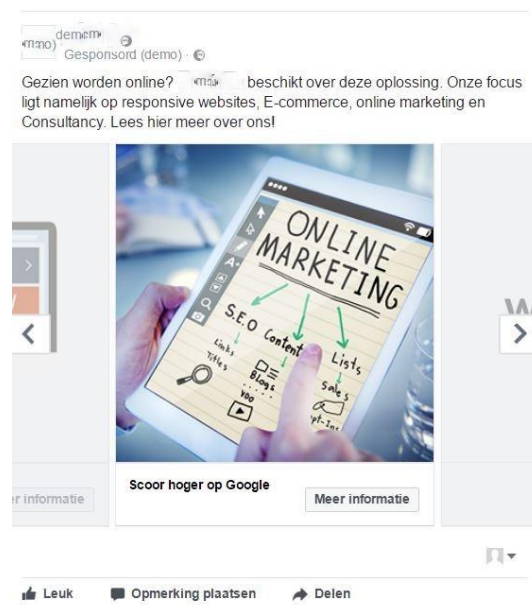 Gesponsord (demo) ·
Gezien worden online? beschikt over deze oplossing. Onze focus
ligt namelijk op responsive websites, E-commerce, online marketing en
Consultancy. Lees hier meer over ons!
ONLINE
MARKETING
S.E.O Content Lists
Links
Titles
Blogs
Sales
Opt-Ins
Scoor hoger op Google
r informatie
Meer informatie
Leuk Opmerking plaatsen Delen